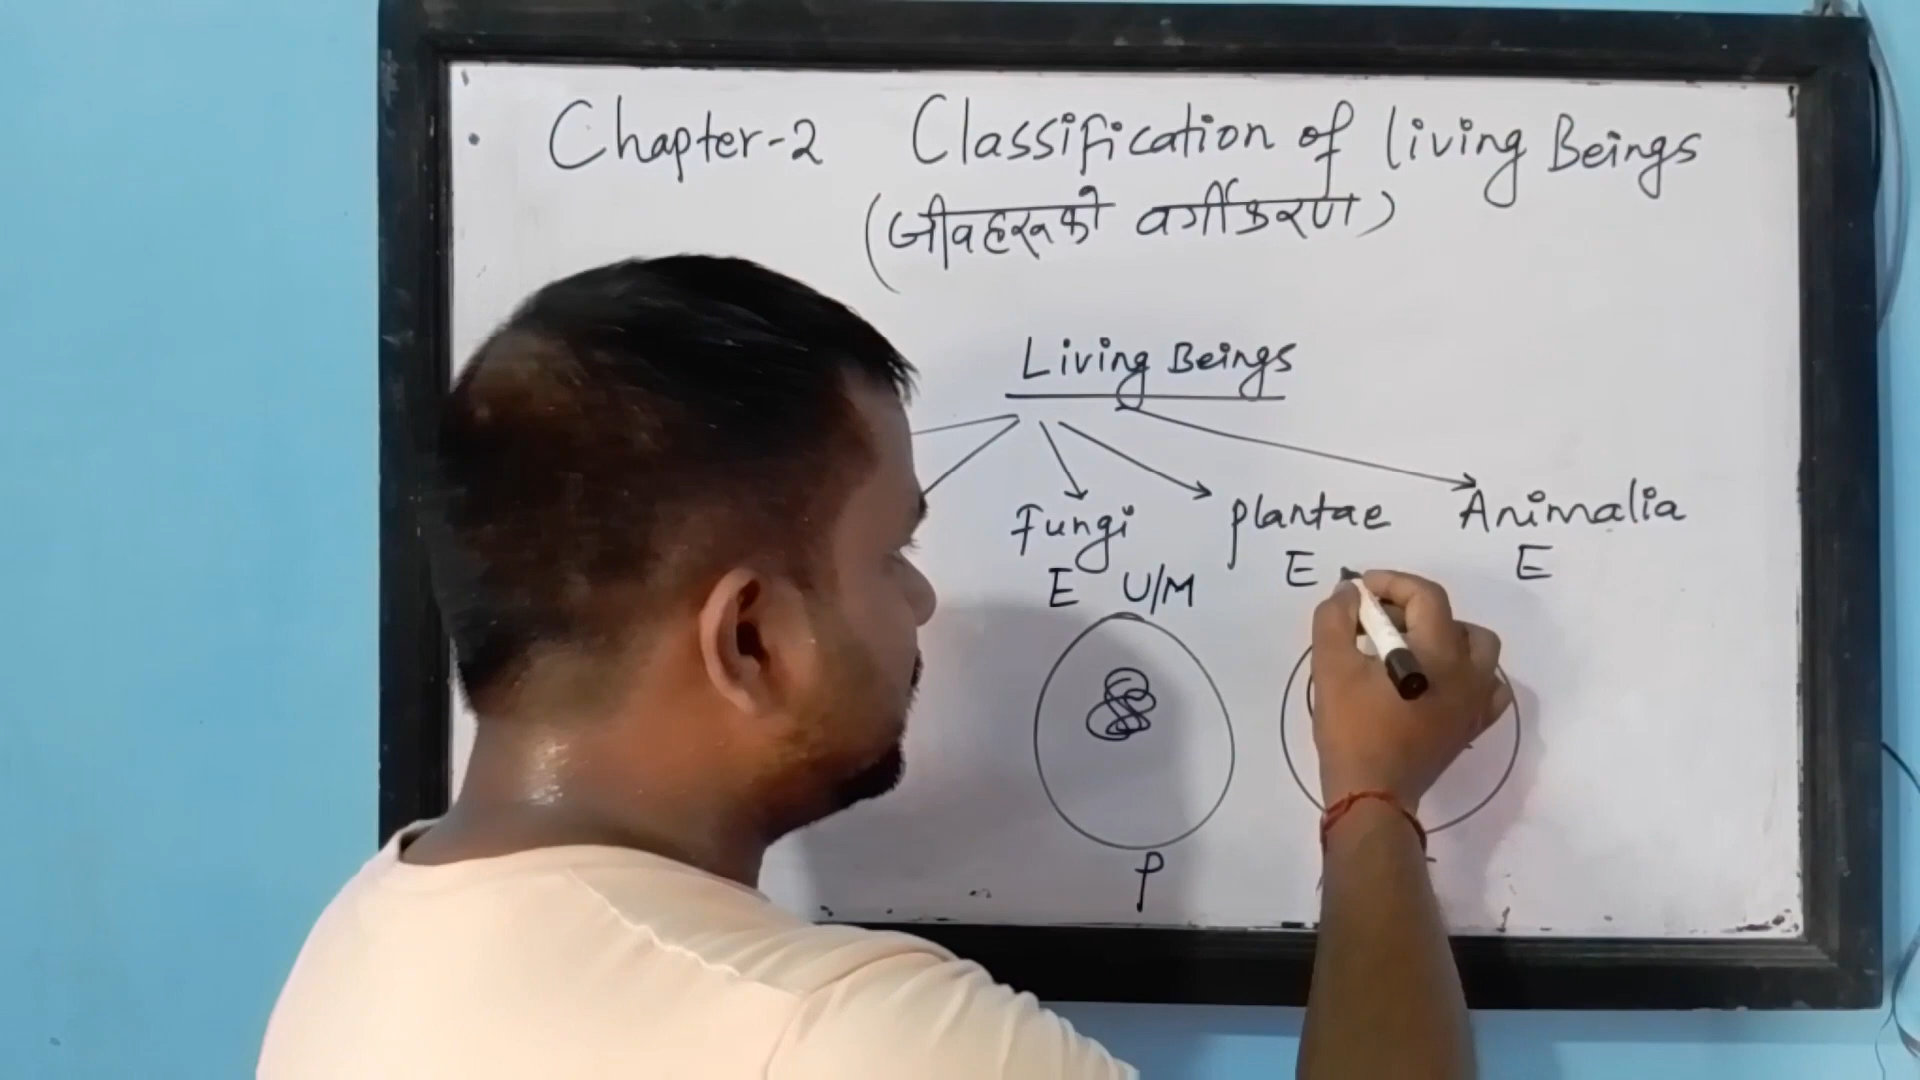 Chapter-2 Classification of living Beings
(जीवहरूको वर्गीकरण)
Living Beings
Fungi plantae Animalia
E U/M E E
P